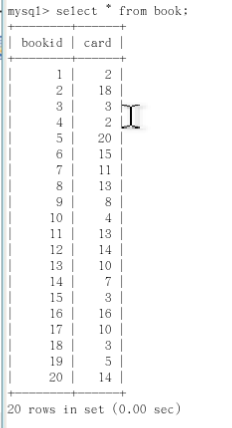 mysql> select * from book;
+--------+------+
| bookid | card |
+--------+------+
| 1 | 2 |
| 2 | 18 |
| 3 | 3 |
| 4 | 2 |
| 5 | 20 |
| 6 | 15 |
| 7 | 11 |
| 8 | 13 |
| 9 | 8 |
| 10 | 4 |
| 11 | 13 |
| 12 | 14 |
| 13 | 10 |
| 14 | 7 |
| 15 | 3 |
| 16 | 16 |
| 17 | 10 |
| 18 | 3 |
| 19 | 5 |
| 20 | 14 |
+--------+------+
20 rows in set (0.00 sec)